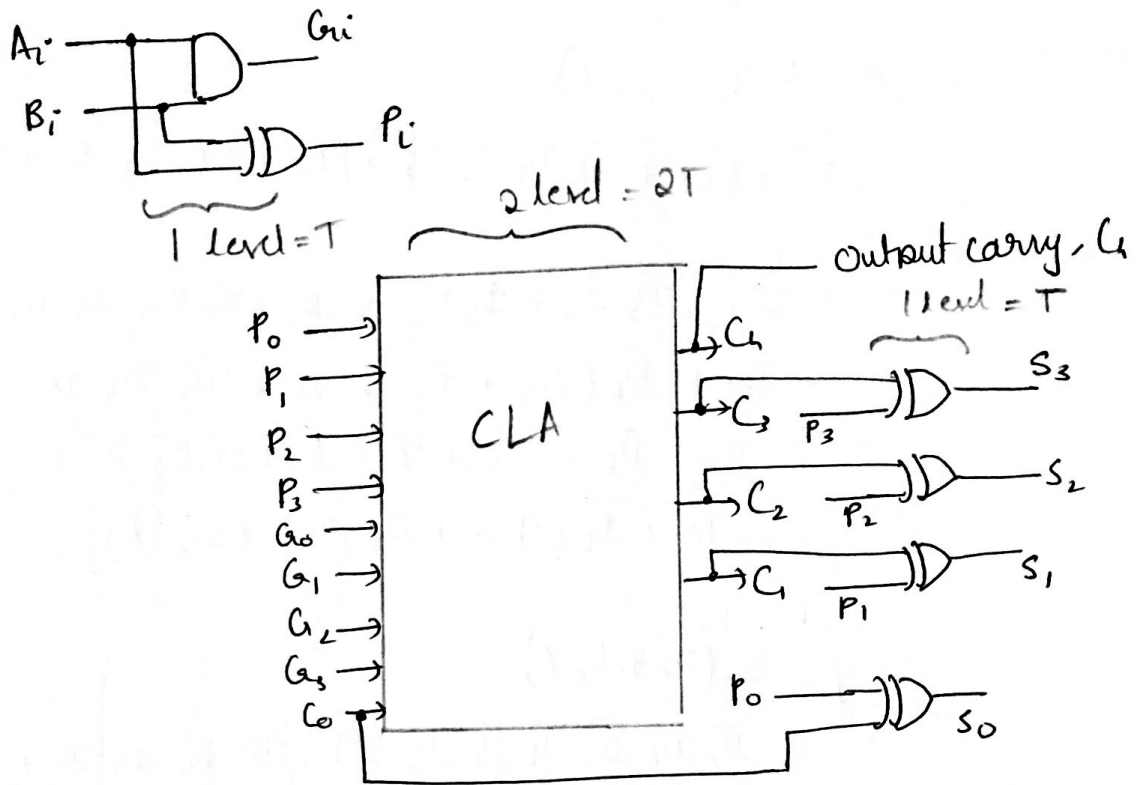 Ai
Gi
Bi
Pi
1 level = T
2 level = 2T
Output carry, C4
1 level = T
P0
P1
P2
P3
G0
G1
G2
G3
C0
CLA
C4
C3
P3
S3
C2
P2
S2
C1
P1
S1
P0
S0